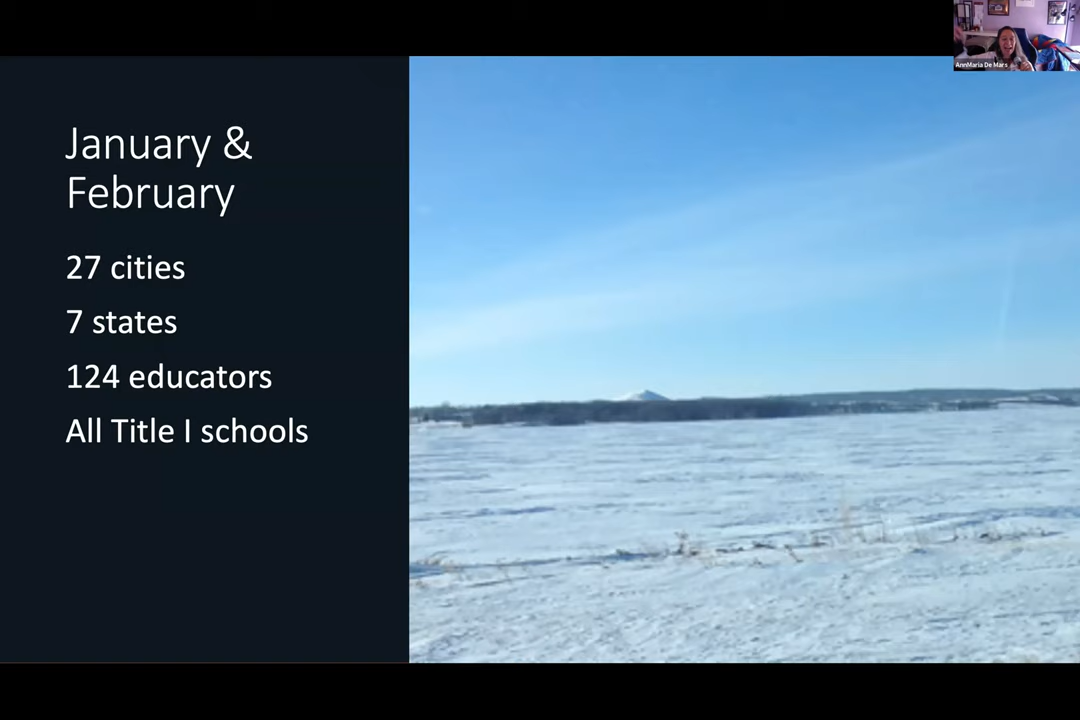 January &
February
27 cities
7 states
124 educators
All Title I schools
AnnMaria De Mars